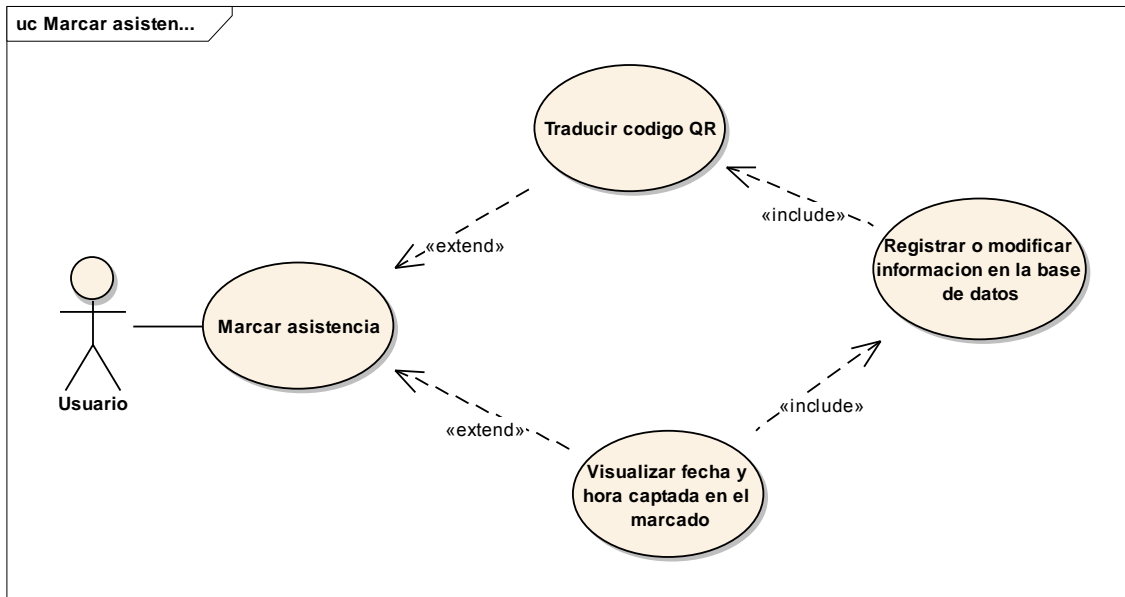 uc Marcar asisten...
Traducir codigo QR
«include»
Registrar o modificar
informacion en la base
de datos
«extend»
Marcar asistencia
Usuario
«include»
«extend»
Visualizar fecha y
hora captada en el
marcado